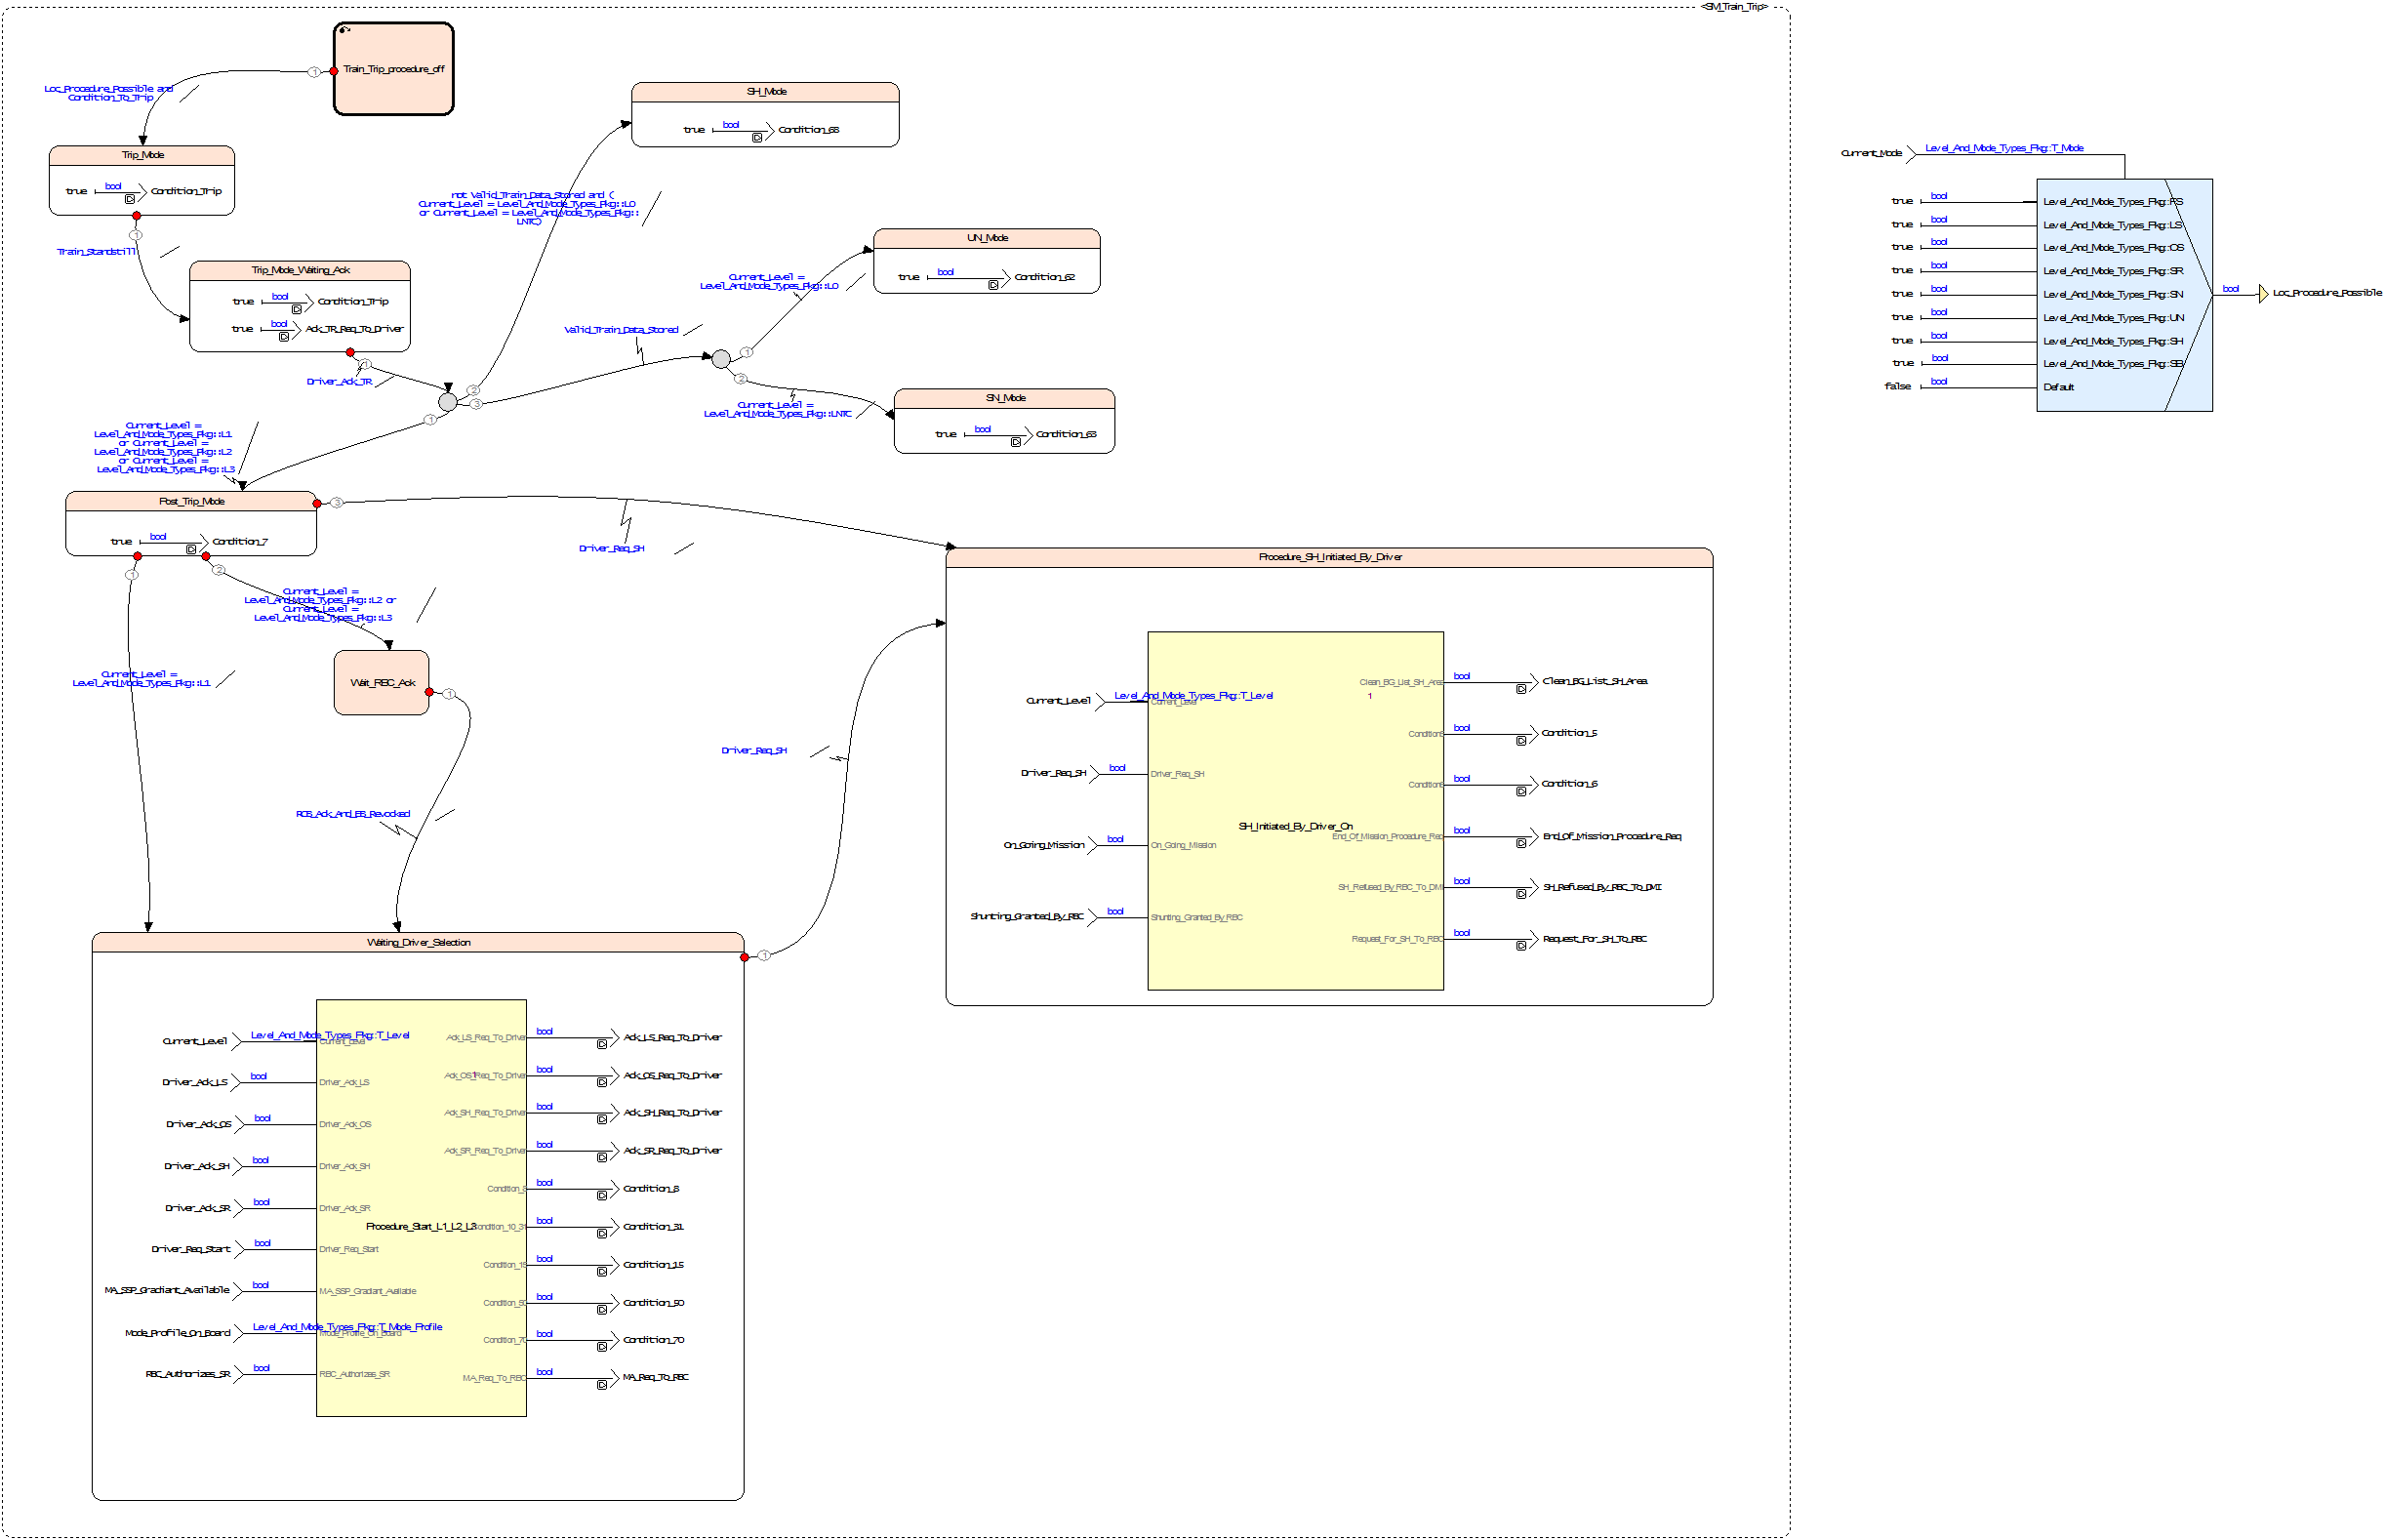 <SM_Train_Trip>
Train_Trip_procedure_off
1
Loc_Procedure_Possible and
Condition_To_Trip
Trip_Mode
true
bool
Condition_Trip
1
Train_Standstill
Trip_Mode_Waiting_Ack
true
bool
Condition_Trip
true
bool
Ack_TR_Req_To_Driver
1
Driver_Ack_TR
SH_Mode
true
bool
Condition_68
not Valid_Train_Data_Stored and (
Current_Level = Level_And_Mode_Types_Pkg::L0
or Current_Level = Level_And_Mode_Types_Pkg::
LNTC)
2
3
1
Valid_Train_Data_Stored
UN_Mode
true
bool
Condition_62
Current_Level =
Level_And_Mode_Types_Pkg::L0
1
2
Current_Level =
Level_And_Mode_Types_Pkg::LNTC
SN_Mode
true
bool
Condition_63
Current_Level =
Level_And_Mode_Types_Pkg::L1
or Current_Level =
Level_And_Mode_Types_Pkg::L2
or Current_Level =
Level_And_Mode_Types_Pkg::L3
Post_Trip_Mode
true
bool
Condition_7
3
Driver_Req_SH
1
2
Current_Level =
Level_And_Mode_Types_Pkg::L2 or
Current_Level =
Level_And_Mode_Types_Pkg::L3
Current_Level =
Level_And_Mode_Types_Pkg::L1
Wait_RBC_Ack
1
RCB_Ack_And_EB_Revocked
Driver_Req_SH
1
Procedure_SH_Initiated_By_Driver
Current_Level
Level_And_Mode_Types_Pkg::T_Level
Current_Level
Driver_Req_SH
bool
Driver_Req_SH
On_Going_Mission
bool
On_Going_Mission
Shunting_Granted_By_RBC
bool
Shunting_Granted_By_RBC
1
SH_Initiated_By_Driver_On
Clean_BG_List_SH_Area
bool
Clean_BG_List_SH_Area
Condition5
bool
Condition_5
Condition6
bool
Condition_6
End_Of_Mission_Procedure_Req
bool
End_Of_Mission_Procedure_Req
SH_Refused_By_RBC_To_DMI
bool
SH_Refused_By_RBC_To_DMI
Request_For_SH_To_RBC
bool
Request_For_SH_To_RBC
Waiting_Driver_Selection
Current_Level
Level_And_Mode_Types_Pkg::T_Level
Current_Level
Driver_Ack_LS
bool
Driver_Ack_LS
Driver_Ack_OS
bool
Driver_Ack_OS
Driver_Ack_SH
bool
Driver_Ack_SH
Driver_Ack_SR
bool
Driver_Ack_SR
Driver_Req_Start
bool
Driver_Req_Start
MA_SSP_Gradiant_Available
bool
MA_SSP_Gradiant_Available
Mode_Profile_On_Board
Level_And_Mode_Types_Pkg::T_Mode_Profile
Mode_Profile_On_Board
RBC_Authorizes_SR
bool
RBC_Authorizes_SR
1
Procedure_Start_L1_L2_L3
Ack_LS_Req_To_Driver
bool
Ack_LS_Req_To_Driver
Ack_OS_Req_To_Driver
bool
Ack_OS_Req_To_Driver
Ack_SH_Req_To_Driver
bool
Ack_SH_Req_To_Driver
Ack_SR_Req_To_Driver
bool
Ack_SR_Req_To_Driver
Condition_8
bool
Condition_8
Condition_10_31
bool
Condition_31
Condition_15
bool
Condition_15
Condition_50
bool
Condition_50
Condition_70
bool
Condition_70
MA_Req_To_RBC
bool
MA_Req_To_RBC
Current_Mode
Level_And_Mode_Types_Pkg::T_Mode
true
bool
Level_And_Mode_Types_Pkg::FS
true
bool
Level_And_Mode_Types_Pkg::LS
true
bool
Level_And_Mode_Types_Pkg::OS
true
bool
Level_And_Mode_Types_Pkg::SR
true
bool
Level_And_Mode_Types_Pkg::SN
true
bool
Level_And_Mode_Types_Pkg::UN
true
bool
Level_And_Mode_Types_Pkg::SH
true
bool
Level_And_Mode_Types_Pkg::SB
false
bool
Default
bool
Loc_Procedure_Possible